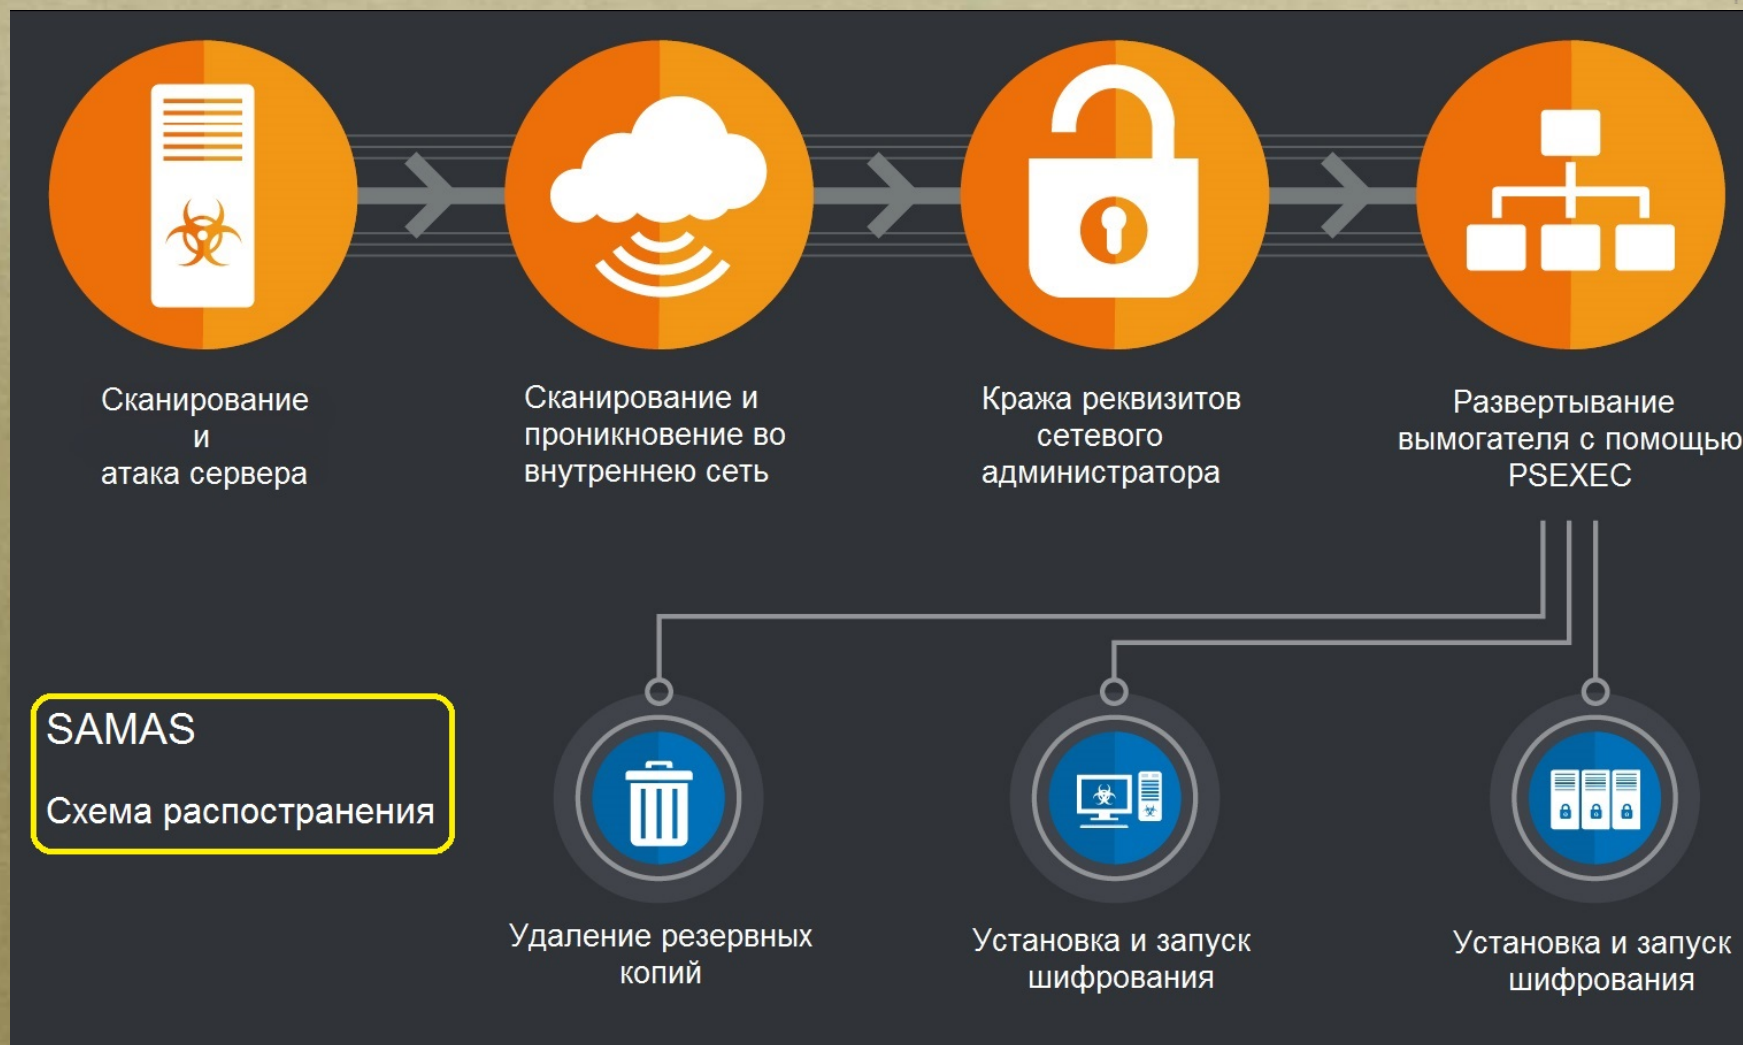 Сканирование
и
атака сервера
Сканирование и
проникновение во
внутреннею сеть
Кража реквизитов
сетевого
администратора
Развертывание
вымогателя с помощью
PSEXEC
SAMAS
Схема распостранения
Удаление резервных
копий
Установка и запуск
шифрования
Установка и запуск
шифрования